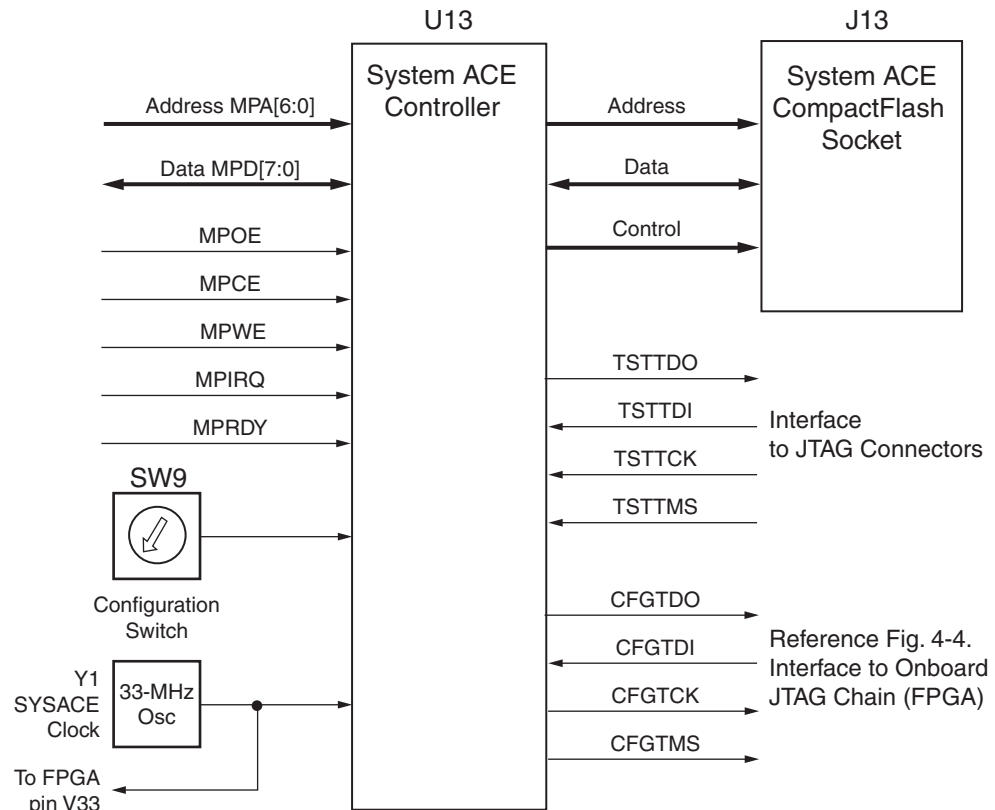 U13
J13
System ACE
Controller
System ACE
CompactFlash
Socket
Address MPA[6:0]
Data MPD[7:0]
MPOE
MPCE
MPWE
MPIRQ
MPRDY
Address
Data
Control
TSTTDO
TSTTDI
TSTTCK
TSTTMS
Interface
to JTAG Connectors
SW9
Configuration
Switch
CFGTDO
CFGTDI
CFGTCK
CFGTMS
Reference Fig. 4-4.
Interface to Onboard
JTAG Chain (FPGA)
Y1
SYSACE
Clock
33-MHz
Osc
To FPGA
pin V33